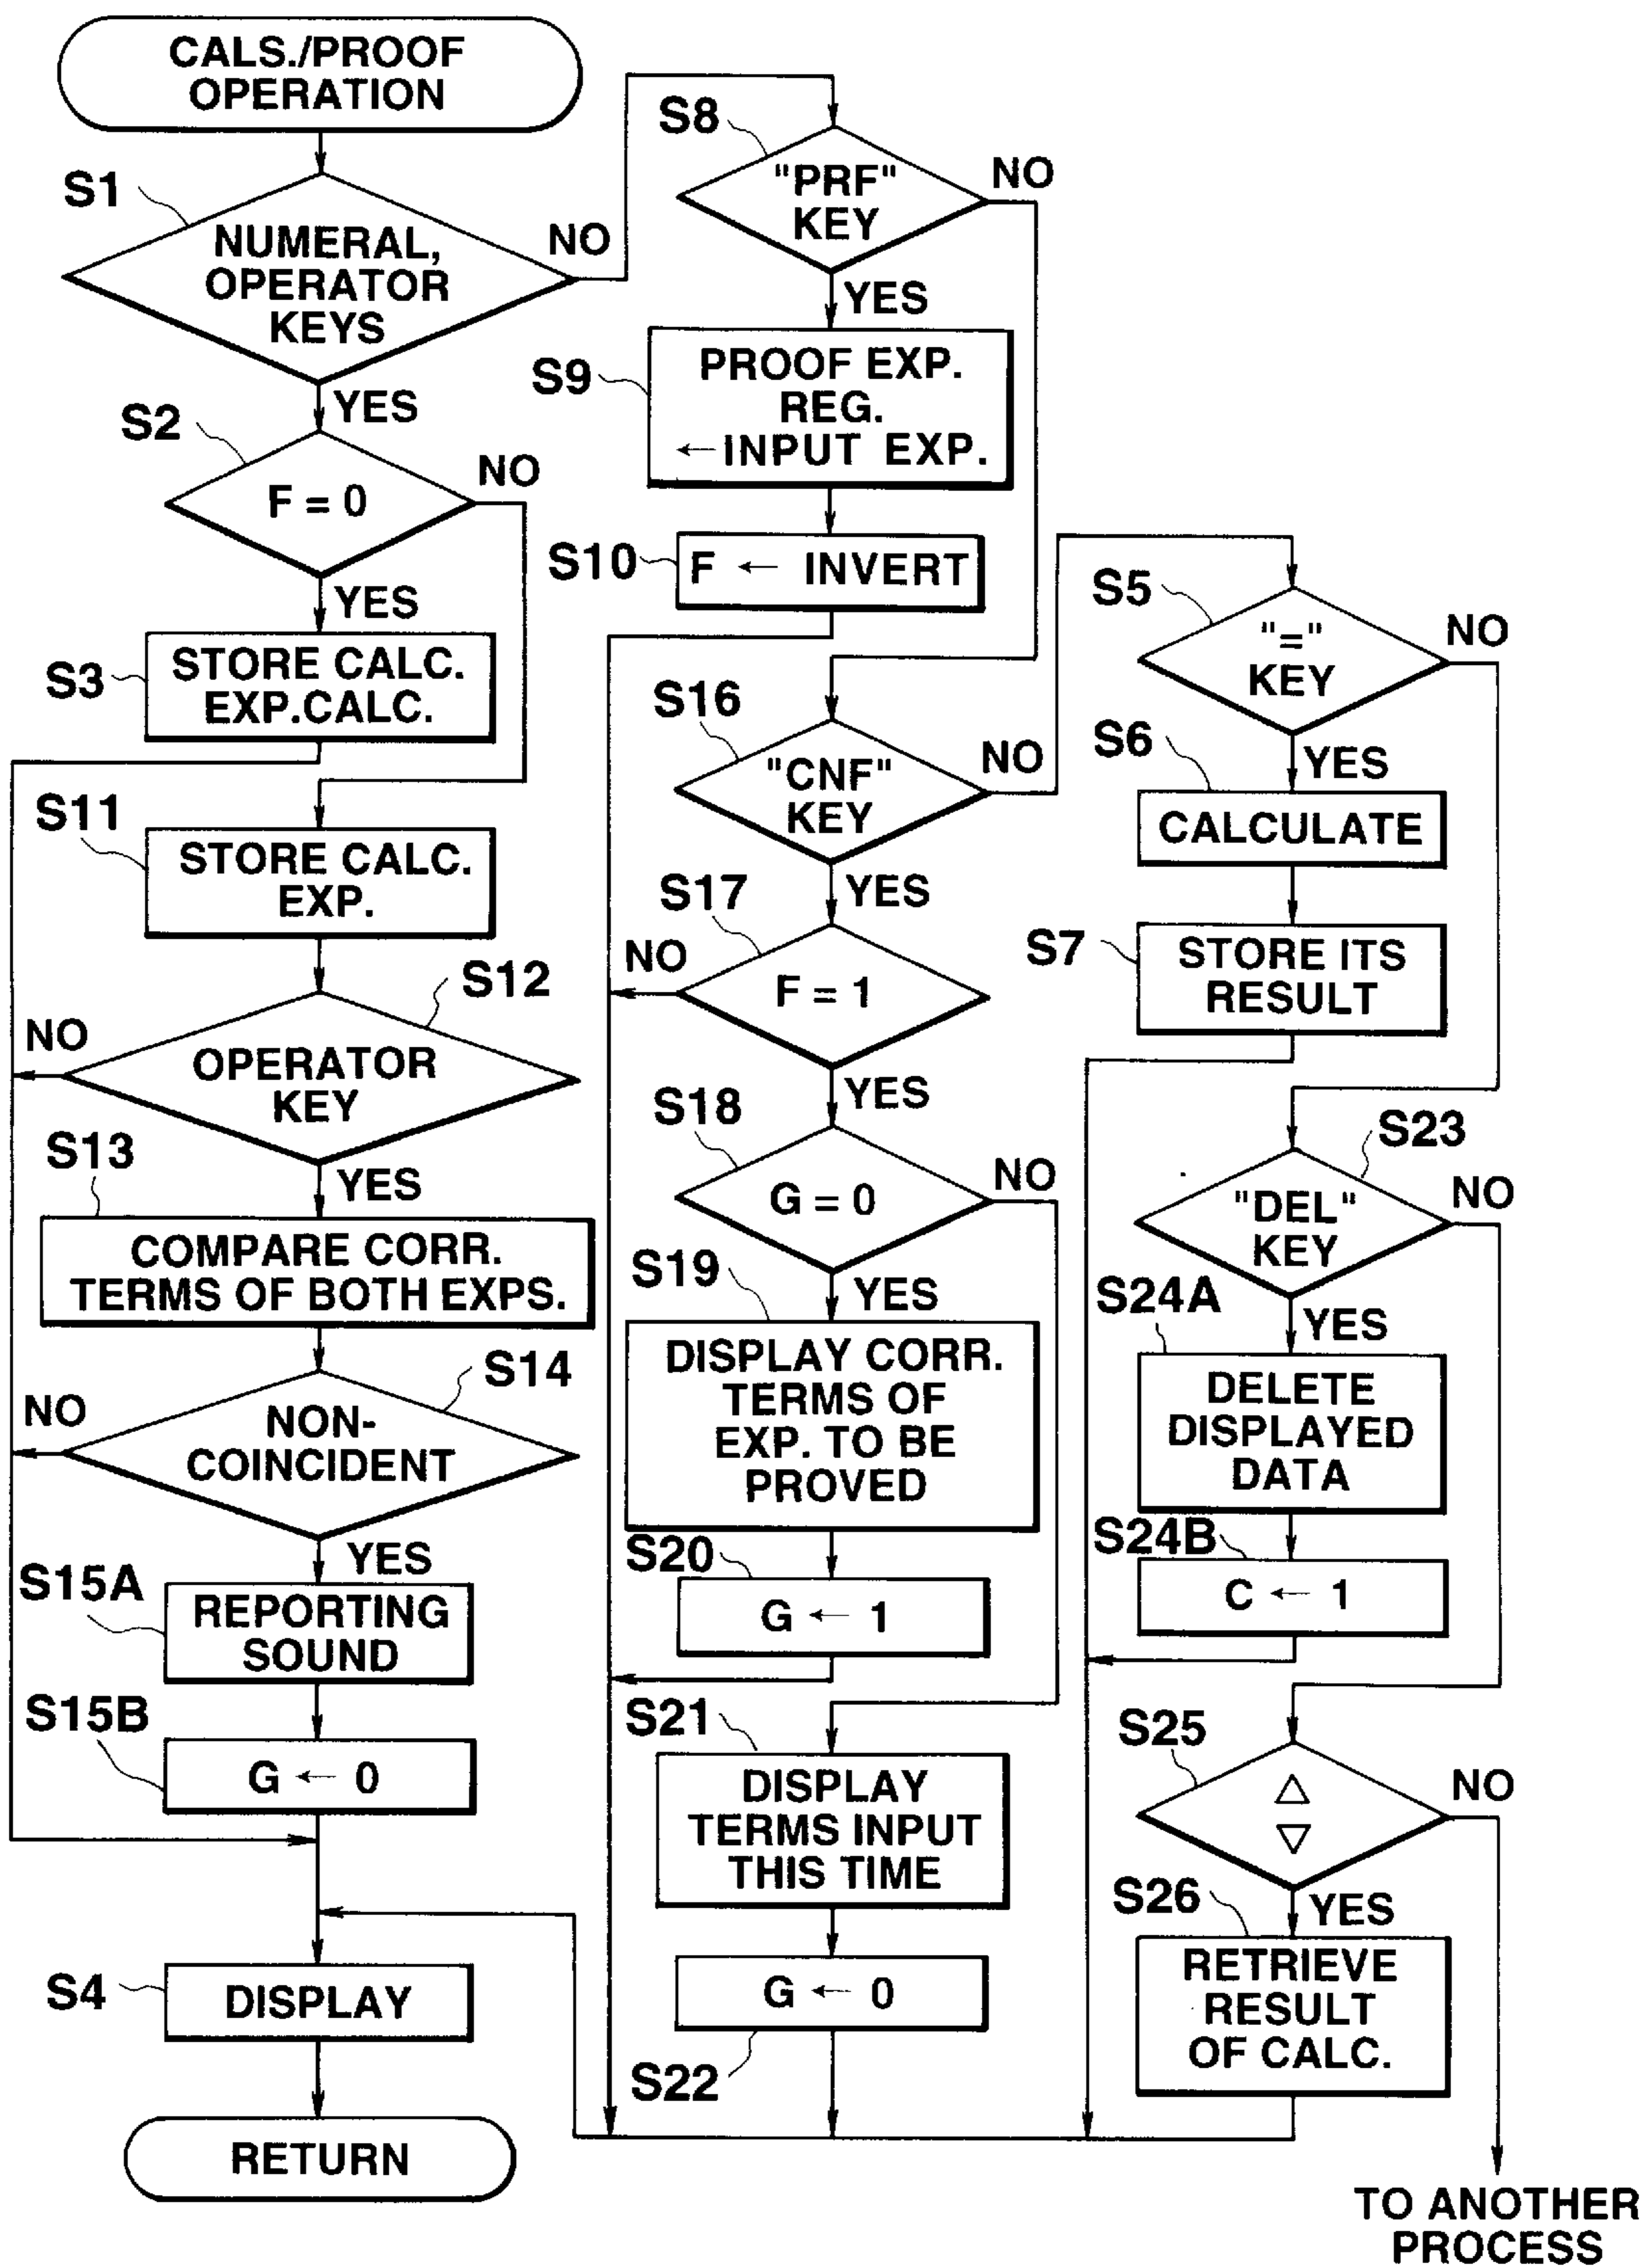 CALS./PROOF
OPERATION
S1
NUMERAL,
OPERATOR
KEYS
NO
YES
S2
F = 0
NO
YES
S3
STORE CALC.
EXP.CALC.
S11
STORE CALC.
EXP.
S12
NO
OPERATOR
KEY
YES
S13
COMPARE CORR.
TERMS OF BOTH EXPS.
S14
NO
NON-
COINCIDENT
YES
S15A
REPORTING
SOUND
S15B
G ← 0
S4
DISPLAY
RETURN
S8
"PRF"
KEY
NO
YES
S9
PROOF EXP.
REG.
← INPUT EXP.
S10
F ← INVERT
S16
"CNF"
KEY
NO
YES
S17
NO
F = 1
YES
S18
G = 0
NO
YES
S19
DISPLAY CORR.
TERMS OF
EXP. TO BE
PROVED
S20
G ← 1
S21
DISPLAY
TERMS INPUT
THIS TIME
G ← 0
S22
S5
"="
KEY
NO
YES
S6
CALCULATE
S7
STORE ITS
RESULT
S23
"DEL"
KEY
NO
YES
S24A
DELETE
DISPLAYED
DATA
S24B
C ← 1
S25
△
▽
NO
YES
S26
RETRIEVE
RESULT
OF CALC.
TO ANOTHER
PROCESS